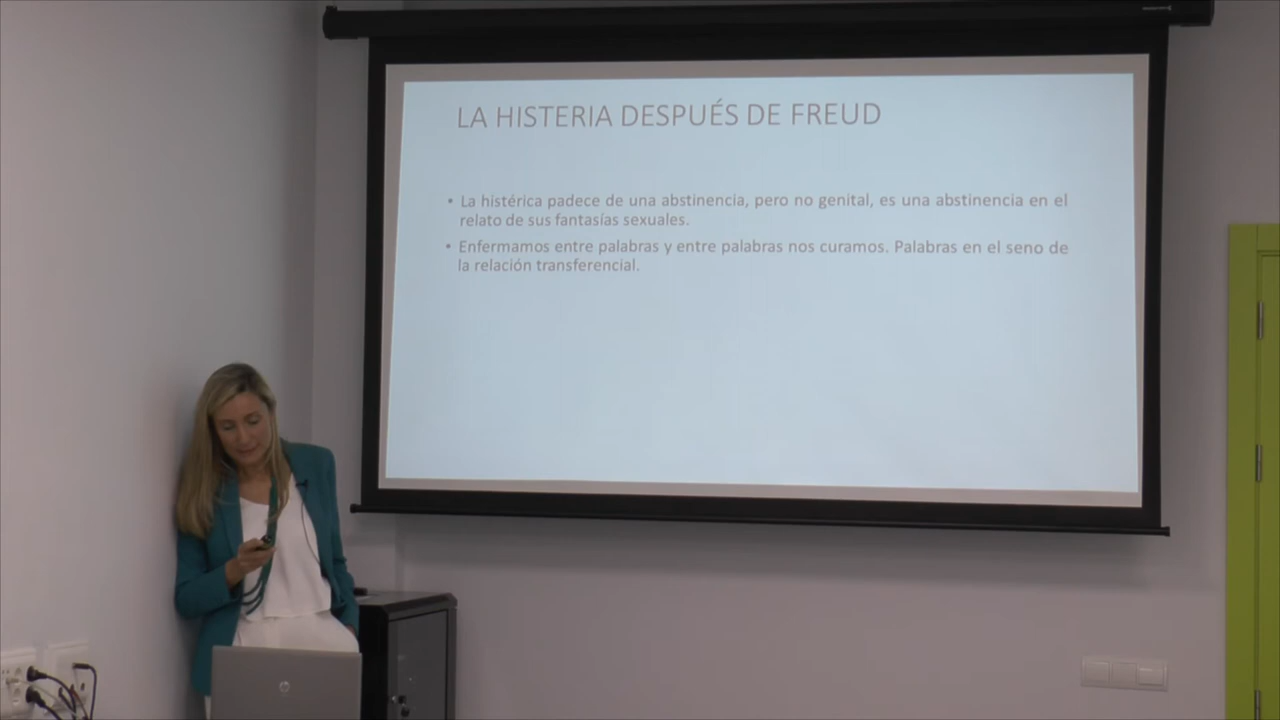 LA HISTERIA DESPUÉS DE FREUD
• La histérica padece de una abstinencia, pero no genital, es una abstinencia en el
relato de sus fantasías sexuales.
• Enfermamos entre palabras y entre palabras nos curamos. Palabras en el seno de
la relación transferencial.
hp